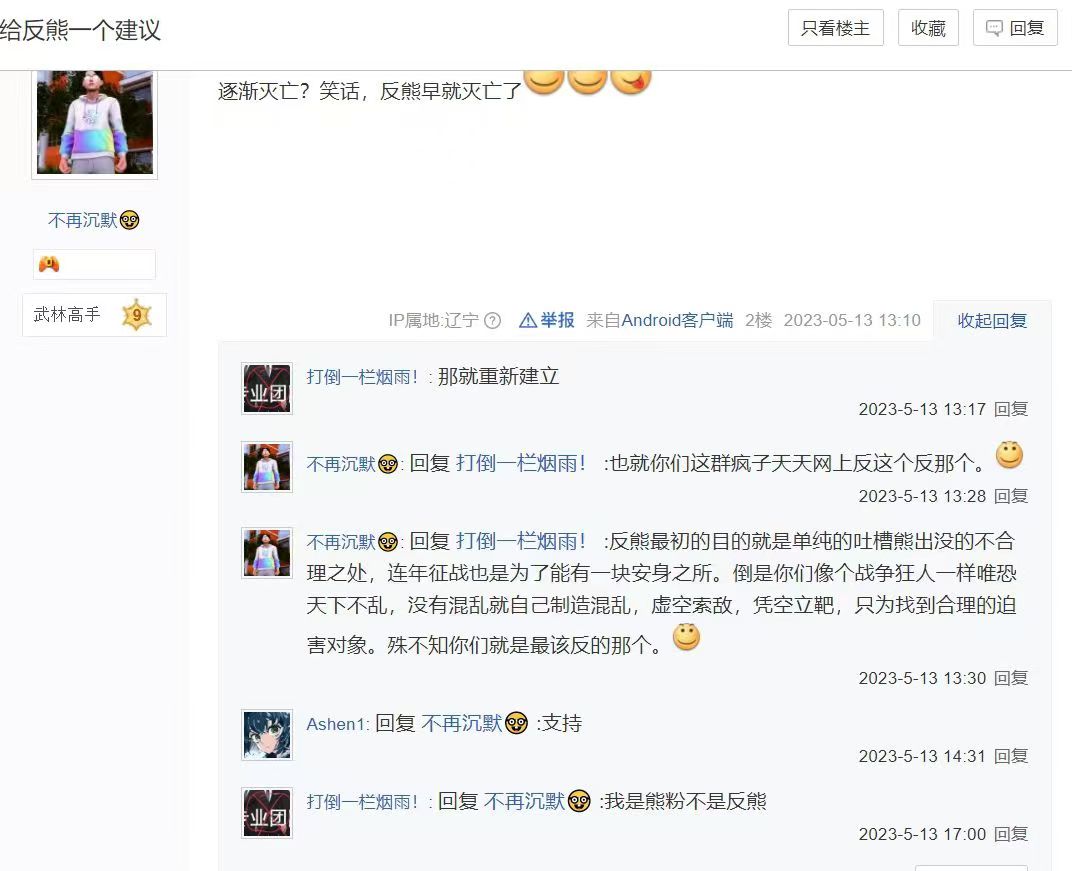 给反熊一个建议
只看楼主
收藏
回复
逐渐灭亡？笑话，反熊早就灭亡了
不再沉默
武林高手 9
IP属地:辽宁 ? 举报 来自Android客户端 2楼 2023-05-13 13:10 收起回复
专业团
打倒一栏烟雨！: 那就重新建立
2023-5-13 13:17 回复
不再沉默: 回复 打倒一栏烟雨！ :也就你们这群疯子天天网上反这个反那个。
2023-5-13 13:28 回复
不再沉默: 回复 打倒一栏烟雨！ :反熊最初的目的就是单纯的吐槽熊出没的不合
理之处，连年征战也是为了能有一块安身之所。倒是你们像个战争狂人一样唯恐
天下不乱，没有混乱就自己制造混乱，虚空索敌，凭空立靶，只为找到合理的迫
害对象。殊不知你们就是最该反的那个。
2023-5-13 13:30 回复
Ashen1: 回复 不再沉默 :支持
2023-5-13 14:31 回复
专业团
打倒一栏烟雨！: 回复 不再沉默 :我是熊粉不是反熊
2023-5-13 17:00 回复